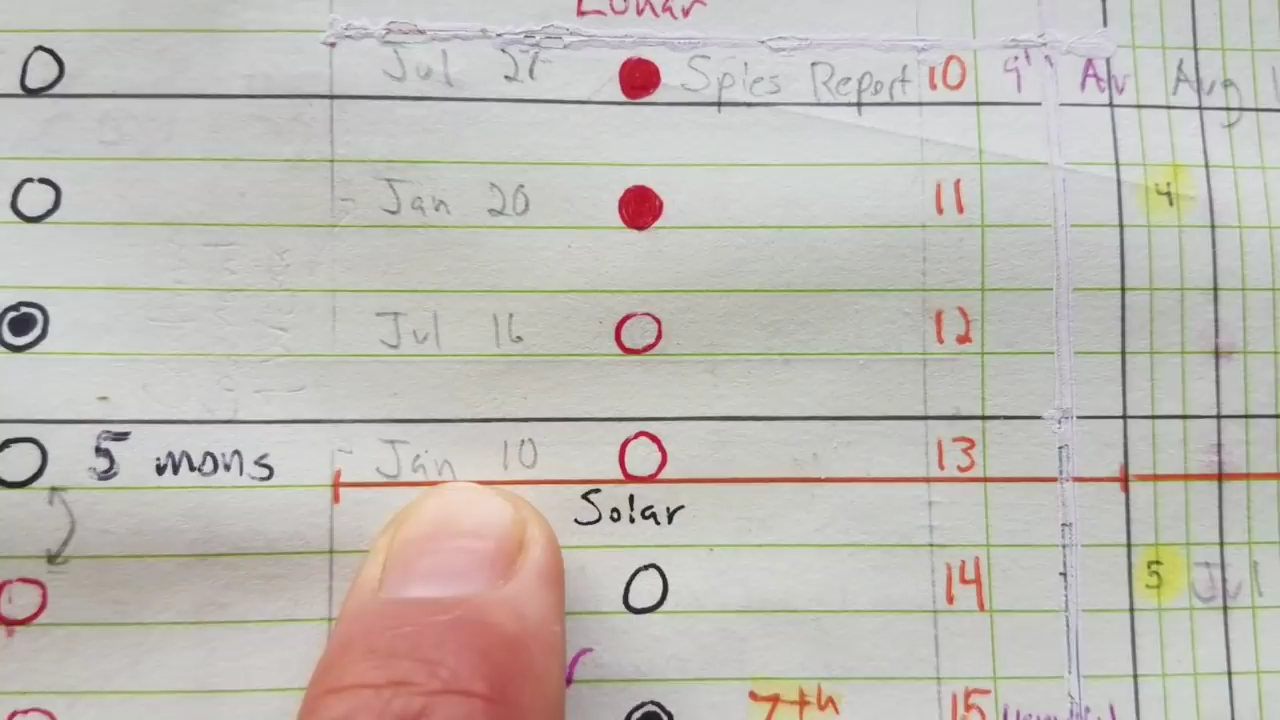 Lunar
Jul 27 Spies Report 10 9 Av Aug
- Jan 20 11 4
Jul 16 12
5 mons - Jan 10 13
Solar
14 5 Jul
7th 15